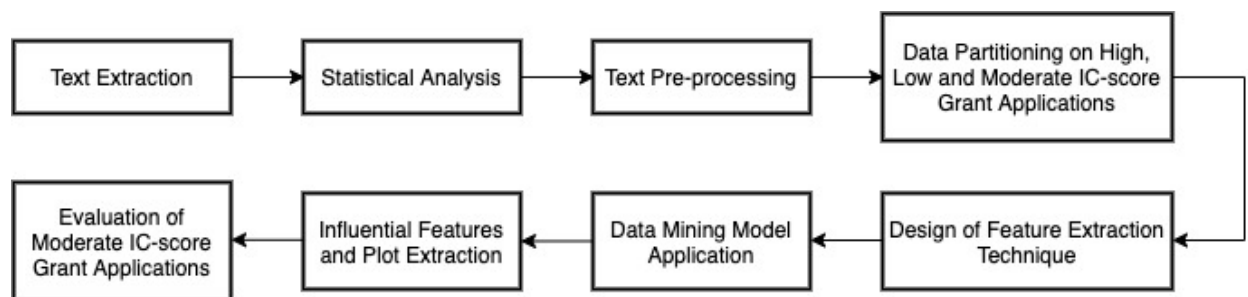 Text Extraction
Statistical Analysis
Text Pre-processing
Data Partitioning on High,
Low and Moderate IC-score
Grant Applications
Design of Feature Extraction
Technique
Data Mining Model
Application
Influential Features
and Plot Extraction
Evaluation of
Moderate IC-score
Grant Applications